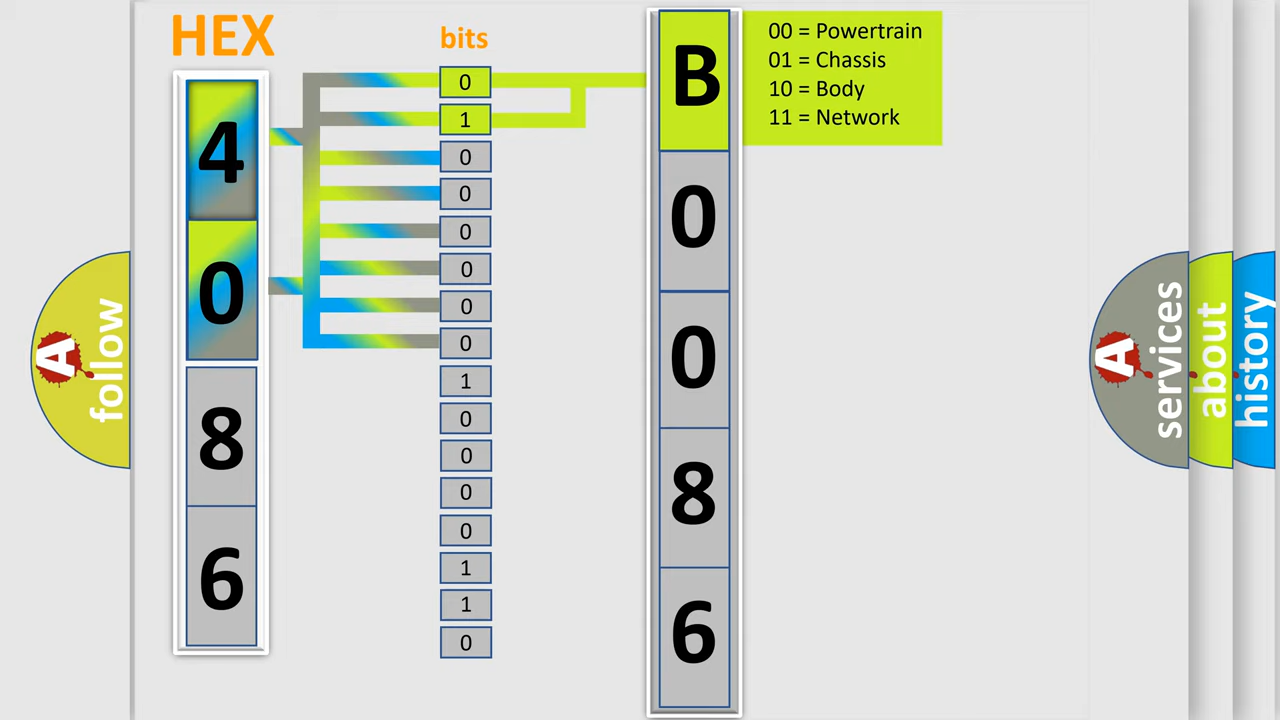 HEX
bits
4
0
8
6
0
1
0
0
0
0
0
0
1
0
0
0
0
1
1
0
B
0
0
8
6
00 = Powertrain
01 = Chassis
10 = Body
11 = Network
A
follow
A
services
about
history